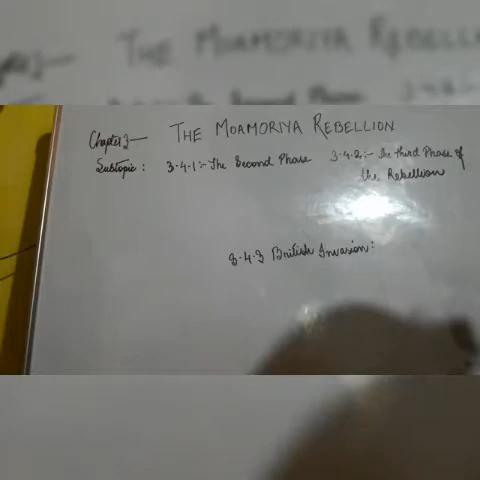 Chapter 3 — THE MOAMORIYA REBELLION
Subtopic : 3.4.1:- The Second Phase 3.4.2:- The third Phase of
the Rebellion
3.4.3 British Invasion :